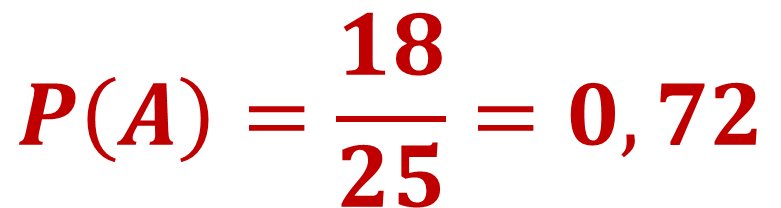 P(A) = 18/25 = 0,72